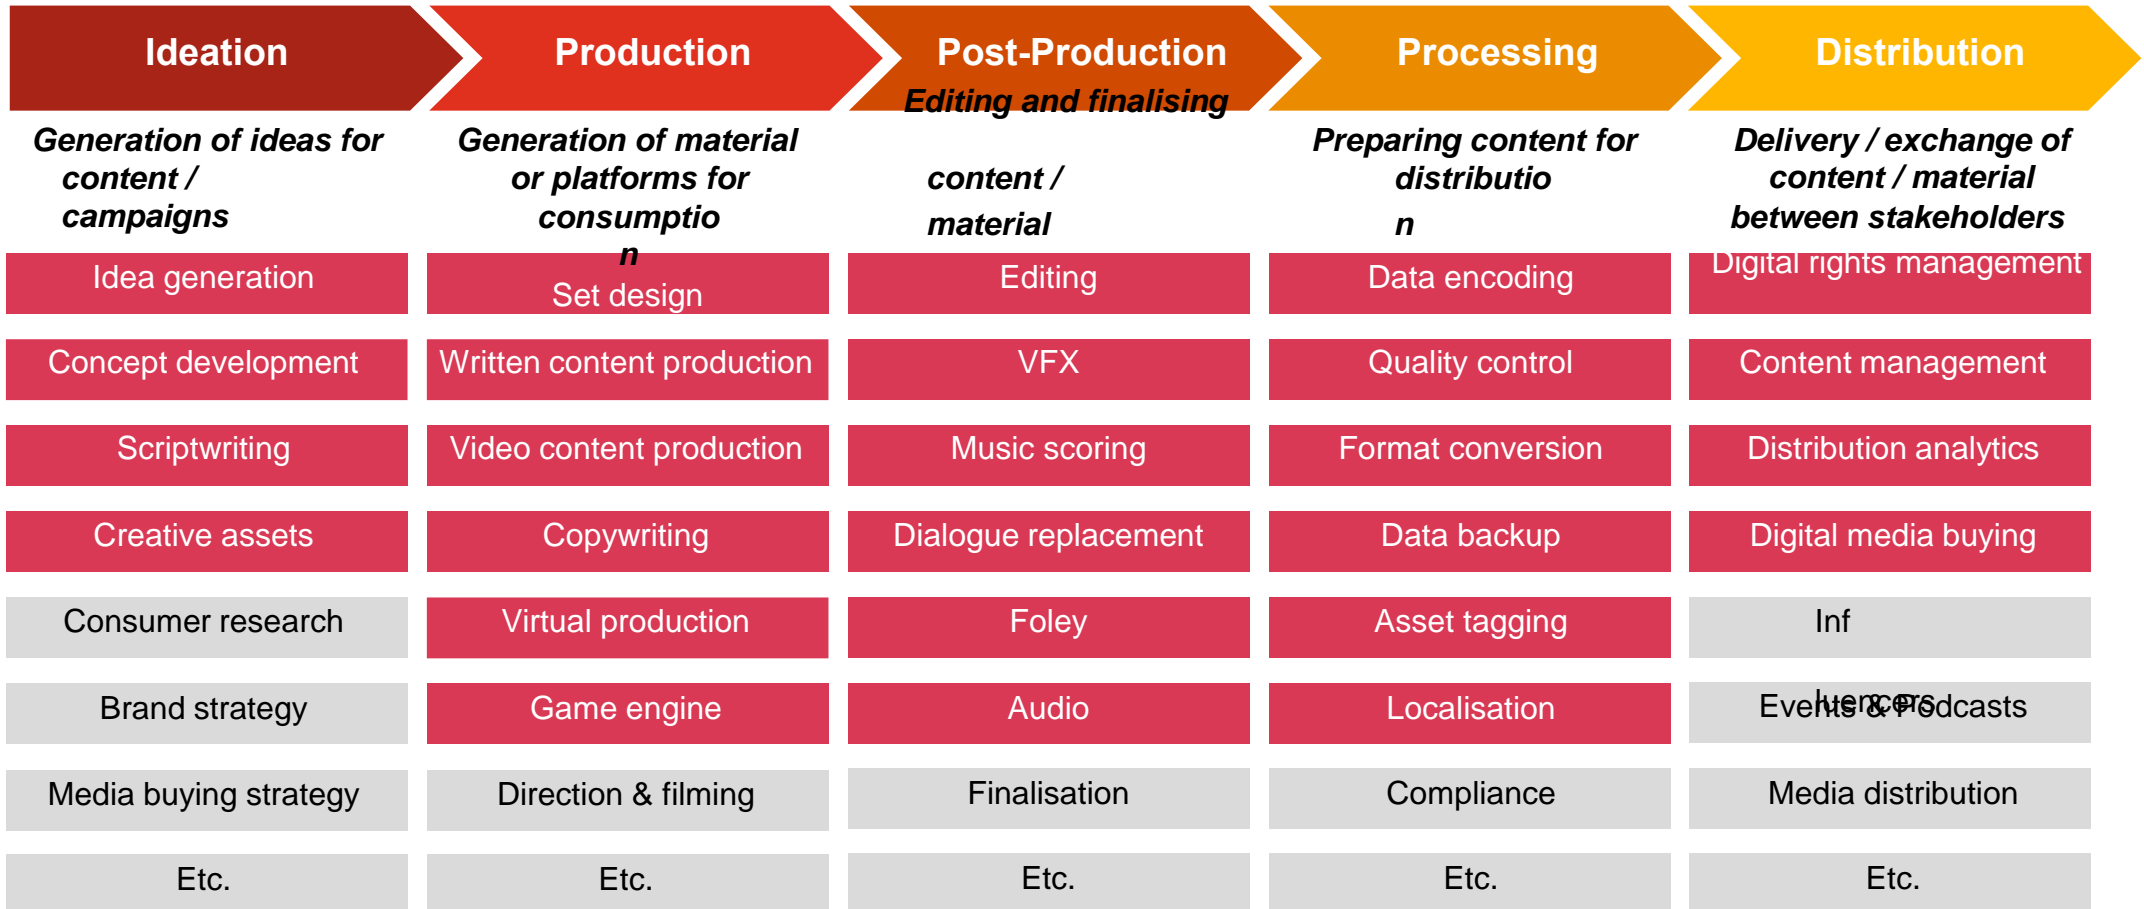 Ideation
Production
Post-Production
Processing
Distribution
Generation of ideas for
content /
campaigns
Generation of material
or platforms for
consumptio
n
Editing and finalising
content /
material
Preparing content for
distributio
n
Delivery / exchange of
content / material
between stakeholders
Idea generation
Set design
Editing
Data encoding
Digital rights management
Concept development
Written content production
VFX
Quality control
Content management
Scriptwriting
Video content production
Music scoring
Format conversion
Distribution analytics
Creative assets
Copywriting
Dialogue replacement
Data backup
Digital media buying
Consumer research
Virtual production
Foley
Asset tagging
Inf
luencers
Brand strategy
Game engine
Audio
Localisation
Events & Podcasts
Media buying strategy
Direction & filming
Finalisation
Compliance
Media distribution
Etc.
Etc.
Etc.
Etc.
Etc.